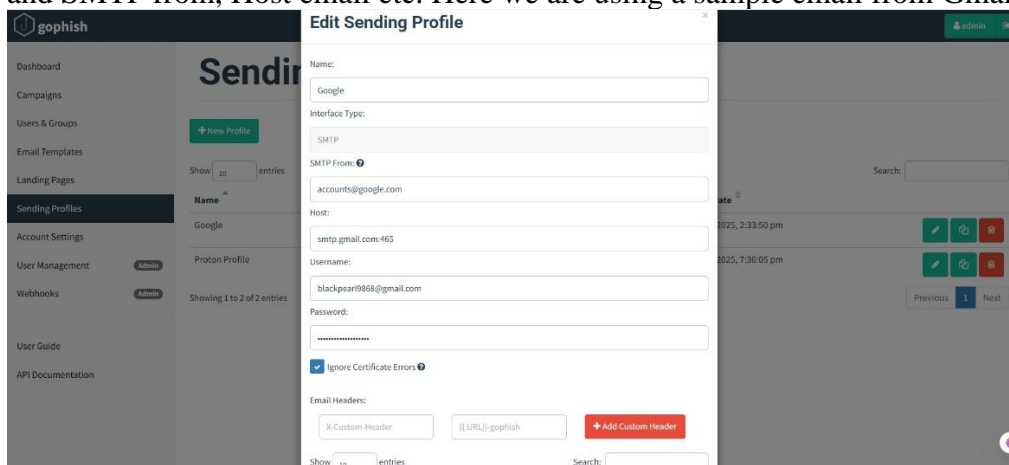 and SMTP from, Host email etc. Here we are using a sample email from Gmail
gophish
admin
Edit Sending Profile
×
Dashboard
Campaigns
Users & Groups
Email Templates
Landing Pages
Sending Profiles
Account Settings
User Management Admin
Webhooks Admin
User Guide
API Documentation
Sendin
+ New Profile
Show 10 entries
Search:
Name
ate
Google
2025, 2:33:50 pm
Proton Profile
2025, 7:36:05 pm
Showing 1 to 2 of 2 entries
Previous 1 Next
Name:
Google
Interface Type:
SMTP
SMTP From:
accounts@google.com
Host:
smtp.gmail.com:465
Username:
blackpearl9868@gmail.com
Password:
Ignore Certificate Errors
Email Headers:
X-Custom-Header
{{.URL}}-gophish
+ Add Custom Header
Show 10 entries
Search: